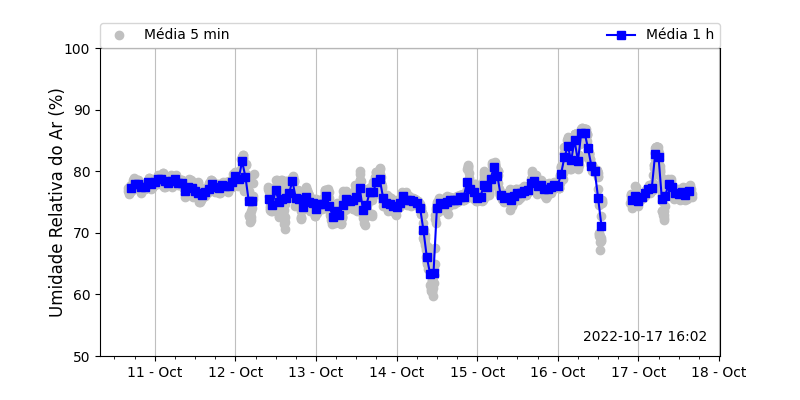 Média 5 min
Média 1 h
100
90
80
70
60
50
Umidade Relativa do Ar (%)
2022-10-17 16:02
11 - Oct
12 - Oct
13 - Oct
14 - Oct
15 - Oct
16 - Oct
17 - Oct
18 - Oct